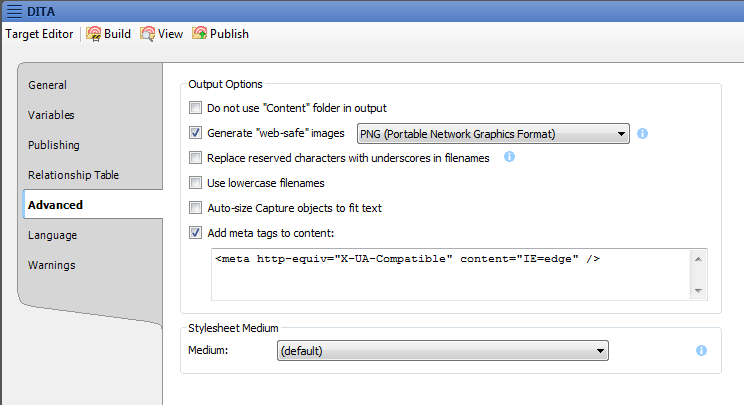 DITA
Target Editor Build View Publish
General
Variables
Publishing
Relationship Table
Advanced
Language
Warnings
Output Options
Do not use "Content" folder in output
Generate "web-safe" images PNG (Portable Network Graphics Format)
Replace reserved characters with underscores in filenames
Use lowercase filenames
Auto-size Capture objects to fit text
Add meta tags to content:
<meta http-equiv="X-UA-Compatible" content="IE=edge" />
Stylesheet Medium
Medium: (default)